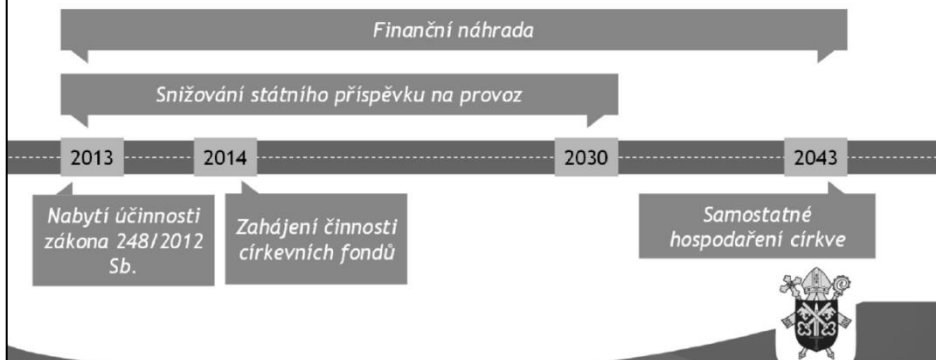 Finanční náhrada
Snižování státního příspěvku na provoz
2013
2014
2030
2043
Nabytí účinnosti
zákona 248/2012
Sb.
Zahájení činnosti
církevních fondů
Samostatné
hospodaření církve